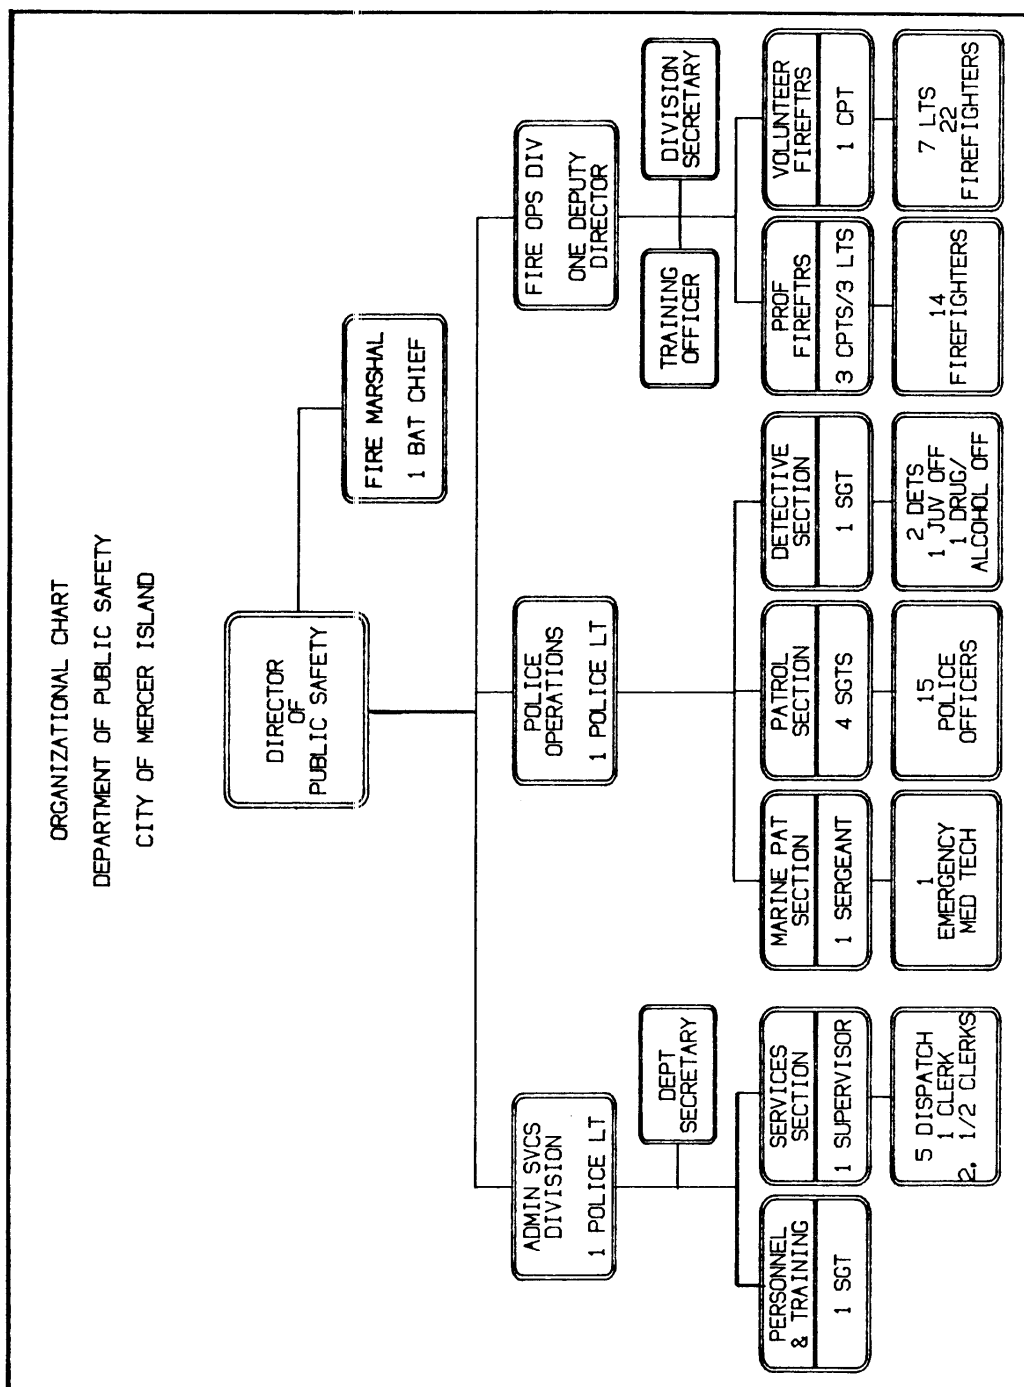 ORGANIZATIONAL CHART
DEPARTMENT OF PUBLIC SAFETY
CITY OF MERCER ISLAND
DIRECTOR
OF
PUBLIC SAFETY
FIRE MARSHAL
1 BAT CHIEF
ADMIN SVCS
DIVISION
1 POLICE LT
POLICE
OPERATIONS
1 POLICE LT
FIRE OPS DIV
ONE DEPUTY
DIRECTOR
DEPT
SECRETARY
TRAINING
OFFICER
DIVISION
SECRETARY
PERSONNEL
& TRAINING
1 SGT
SERVICES
SECTION
1 SUPERVISOR
MARINE PAT
SECTION
1 SERGEANT
PATROL
SECTION
4 SGTS
DETECTIVE
SECTION
1 SGT
PROF
FIREFTRS
3 CPTS/3 LTS
VOLUNTEER
FIREFTRS
1 CPT
5 DISPATCH
1 CLERK
2. 1/2 CLERKS
1
EMERGENCY
MED TECH
15
POLICE
OFFICERS
2 DETS
1 JUV OFF
1 DRUG/
ALCOHOL OFF
14
FIREFIGHTERS
7 LTS
22
FIREFIGHTERS